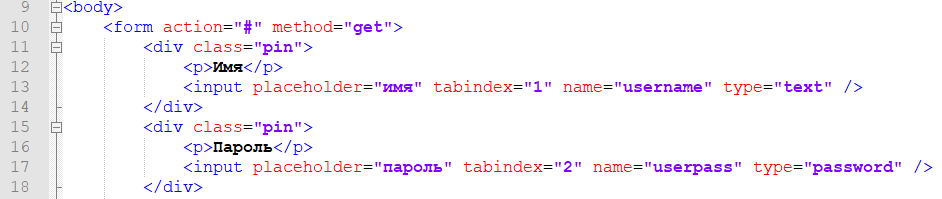 9 <body>
10 <form action="#" method="get">
11 <div class="pin">
12 <p>Имя</p>
13 <input placeholder="имя" tabindex="1" name="username" type="text" />
14 </div>
15 <div class="pin">
16 <p>Пароль</p>
17 <input placeholder="пароль" tabindex="2" name="userpass" type="password" />
18 </div>